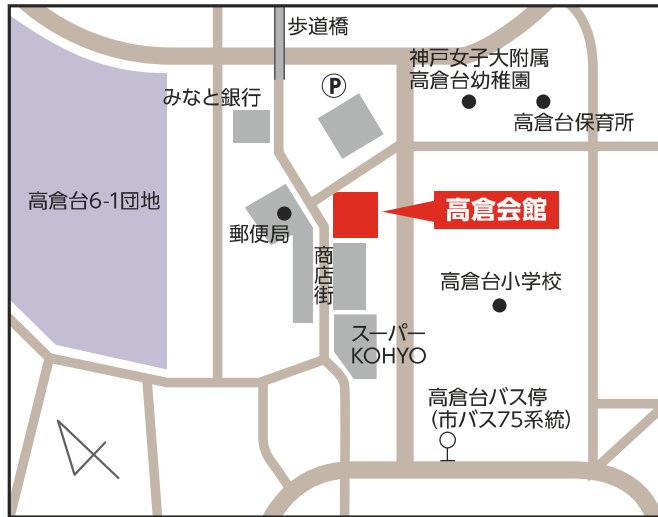 歩道橋
Ⓟ
神戸女子大附属
高倉台幼稚園
みなと銀行
高倉台保育所
高倉台6-1団地
高倉会館
郵便局
商店街
高倉台小学校
スーパー
KOHYO
高倉台バス停
(市バス75系統)